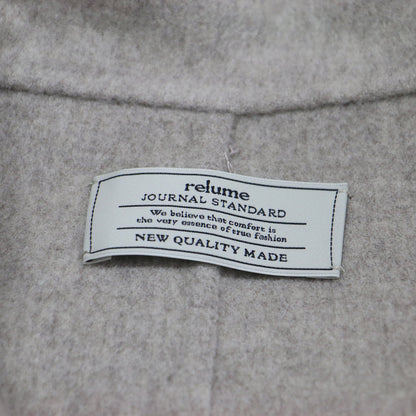 relume
JOURNAL STANDARD
We believe that comfort is
the very essence of true fashion
NEW QUALITY MADE